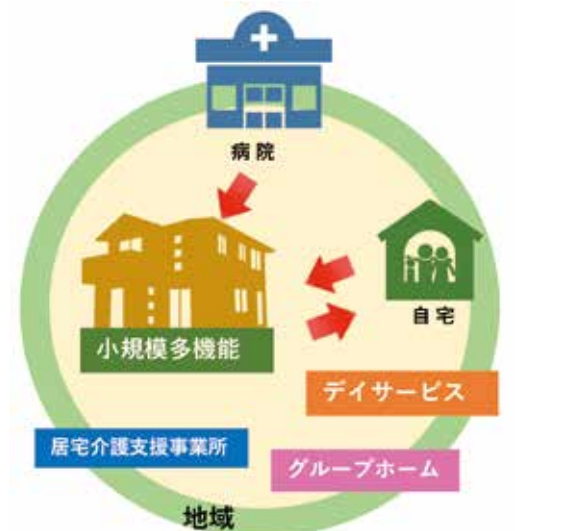 病院
自宅
小規模多機能
デイサービス
居宅介護支援事業所
グループホーム
地域